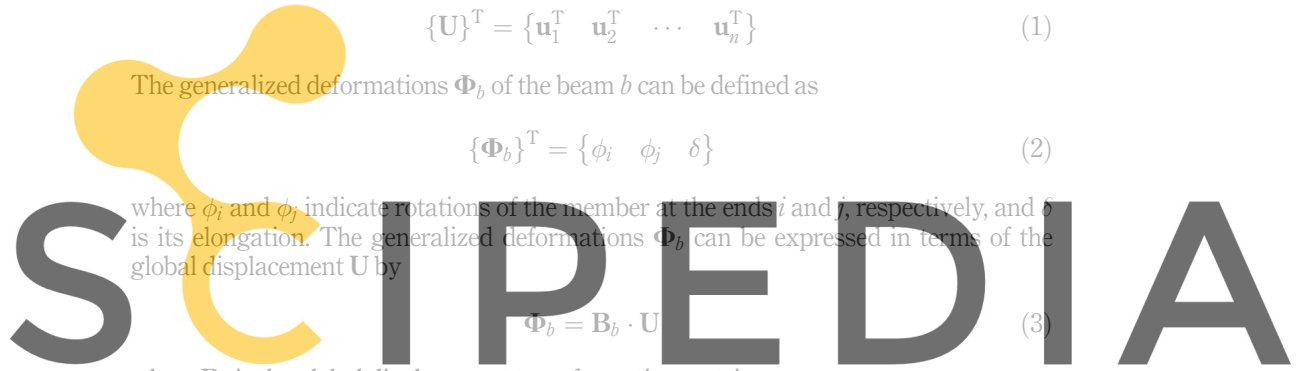 {U}^T = {u_1^T u_2^T ··· u_n^T} (1)
The generalized deformations Φ_b of the beam b can be defined as
{Φ_b}^T = {ϕ_i ϕ_j δ} (2)
where ϕ_i and ϕ_j indicate rotations of the member at the ends i and j, respectively, and δ
is its elongation. The generalized deformations Φ_b can be expressed in terms of the
global displacement U by
Φ_b = B_b · U (3)
SCIPEDIA